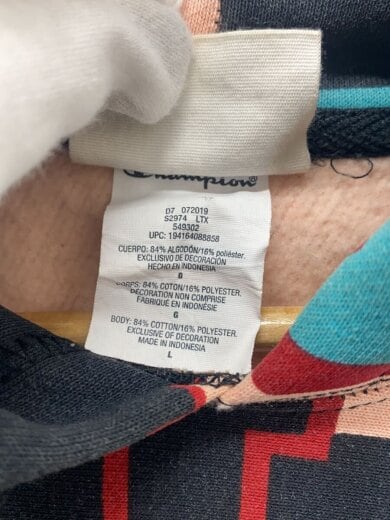 Champion
D7 072019
S2974 LTX
549302
UPC: 194164088858
CUERPO: 84% ALGODÓN/16% poliéster.
EXCLUSIVO DE DECORACIÓN
HECHO EN INDONESIA
G
CORPS: 84% COTON/16% POLYESTER.
DECORATION NON COMPRISE
FABRIQUÉ EN INDONÉSIE
G
BODY: 84% COTTON/16% POLYESTER.
EXCLUSIVE OF DECORATION
MADE IN INDONESIA
L